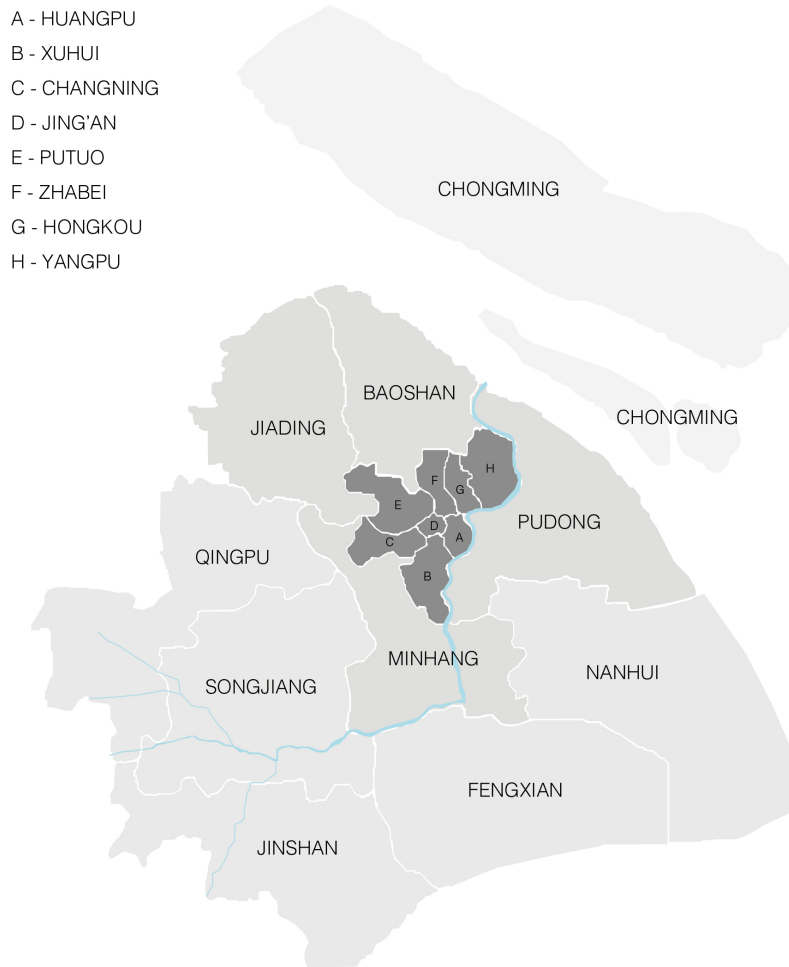 A - HUANGPU
B - XUHUI
C - CHANGNING
D - JING'AN
E - PUTUO
F - ZHABEI
G - HONGKOU
H - YANGPU
CHONGMING
BAOSHAN
CHONGMING
JIADING
H
F
G
E
PUDONG
D
A
C
QINGPU
B
MINHANG
NANHUI
SONGJIANG
FENGXIAN
JINSHAN